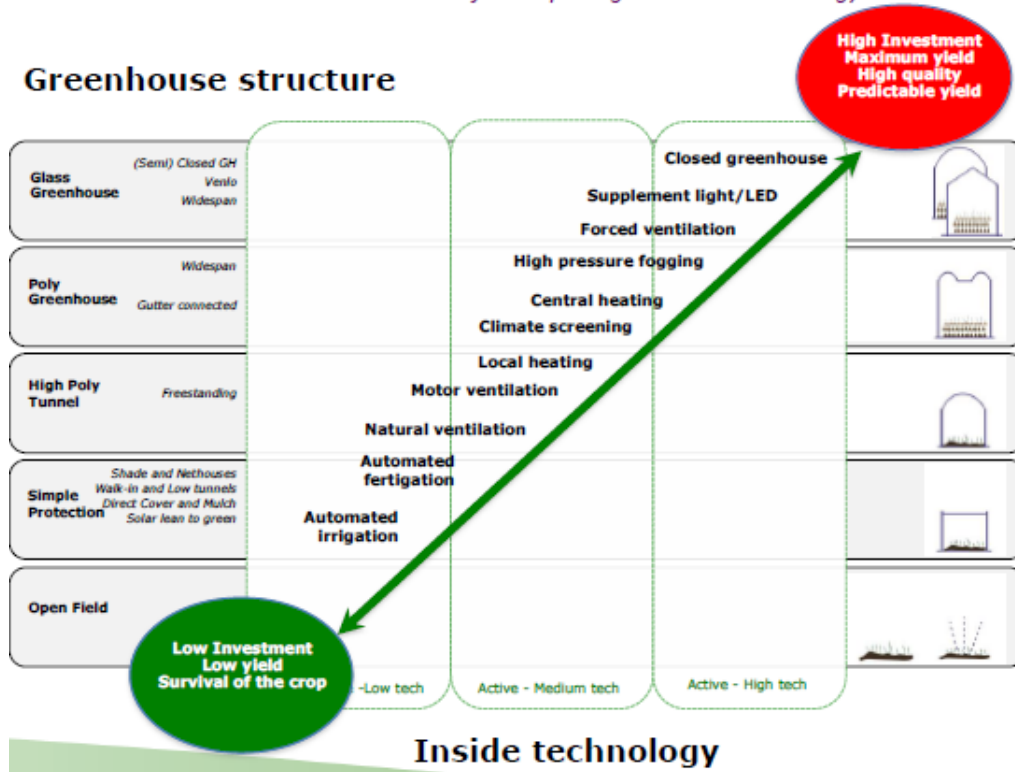 High Investment
Maximum yield
High quality
Predictable yield
Greenhouse structure
Glass
Greenhouse
(Semi) Closed GH
Venlo
Widespan
Closed greenhouse
Supplement light/LED
Forced ventilation
Poly
Greenhouse
Widespan
Gutter connected
High pressure fogging
Central heating
Climate screening
High Poly
Tunnel
Freestanding
Local heating
Motor ventilation
Natural ventilation
Simple
Protection
Shade and Nethouses
Walk-in and Low tunnels
Direct Cover and Mulch
Solar lean to green
Automated
fertigation
Automated
irrigation
Open Field
Low Investment
Low yield
Survival of the crop
-Low tech
Active - Medium tech
Active - High tech
Inside technology